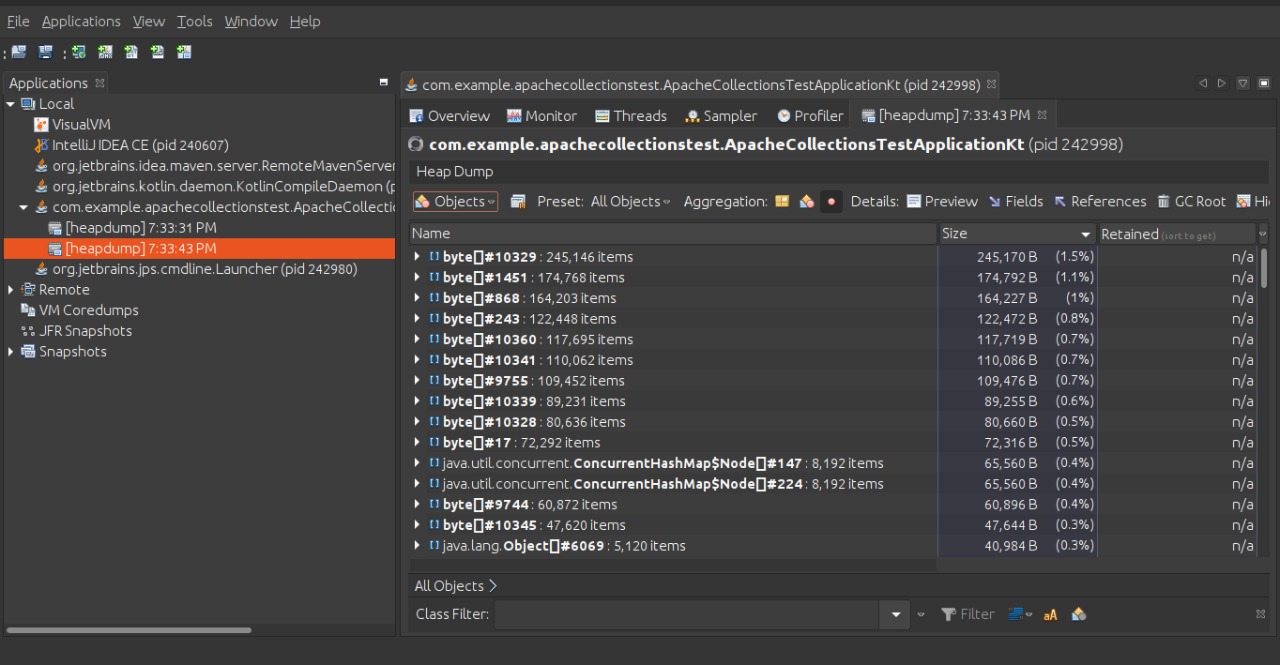 File Applications View Tools Window Help
Applications
Local
VisualVM
IntelliJ IDEA CE (pid 240607)
org.jetbrains.idea.maven.server.RemoteMavenServer
org.jetbrains.kotlin.daemon.KotlinCompileDaemon (p
com.example.apachecollectionstest.ApacheCollectio
[heapdump] 7:33:31 PM
[heapdump] 7:33:43 PM
org.jetbrains.jps.cmdline.Launcher (pid 242980)
Remote
VM Coredumps
JFR Snapshots
Snapshots
com.example.apachecollectionstest.ApacheCollectionsTestApplicationKt (pid 242998)
Overview Monitor Threads Sampler Profiler [heapdump] 7:33:43 PM
com.example.apachecollectionstest.ApacheCollectionsTestApplicationKt (pid 242998)
Heap Dump
Objects Preset: All Objects Aggregation: Details: Preview Fields References GC Root Hi
Name Size Retained (sort to get)
byte[]#10329 : 245,146 items 245,170 B (1.5%) n/a
byte[]#1451 : 174,768 items 174,792 B (1.1%) n/a
byte[]#868 : 164,203 items 164,227 B (1%) n/a
byte[]#243 : 122,448 items 122,472 B (0.8%) n/a
byte[]#10360 : 117,695 items 117,719 B (0.7%) n/a
byte[]#10341 : 110,062 items 110,086 B (0.7%) n/a
byte[]#9755 : 109,452 items 109,476 B (0.7%) n/a
byte[]#10339 : 89,231 items 89,255 B (0.6%) n/a
byte[]#10328 : 80,636 items 80,660 B (0.5%) n/a
byte[]#17 : 72,292 items 72,316 B (0.5%) n/a
java.util.concurrent.ConcurrentHashMap$Node[]#147 : 8,192 items 65,560 B (0.4%) n/a
java.util.concurrent.ConcurrentHashMap$Node[]#224 : 8,192 items 65,560 B (0.4%) n/a
byte[]#9744 : 60,872 items 60,896 B (0.4%) n/a
byte[]#10345 : 47,620 items 47,644 B (0.3%) n/a
java.lang.Object[]#6069 : 5,120 items 40,984 B (0.3%) n/a
All Objects >
Class Filter: Filter aA